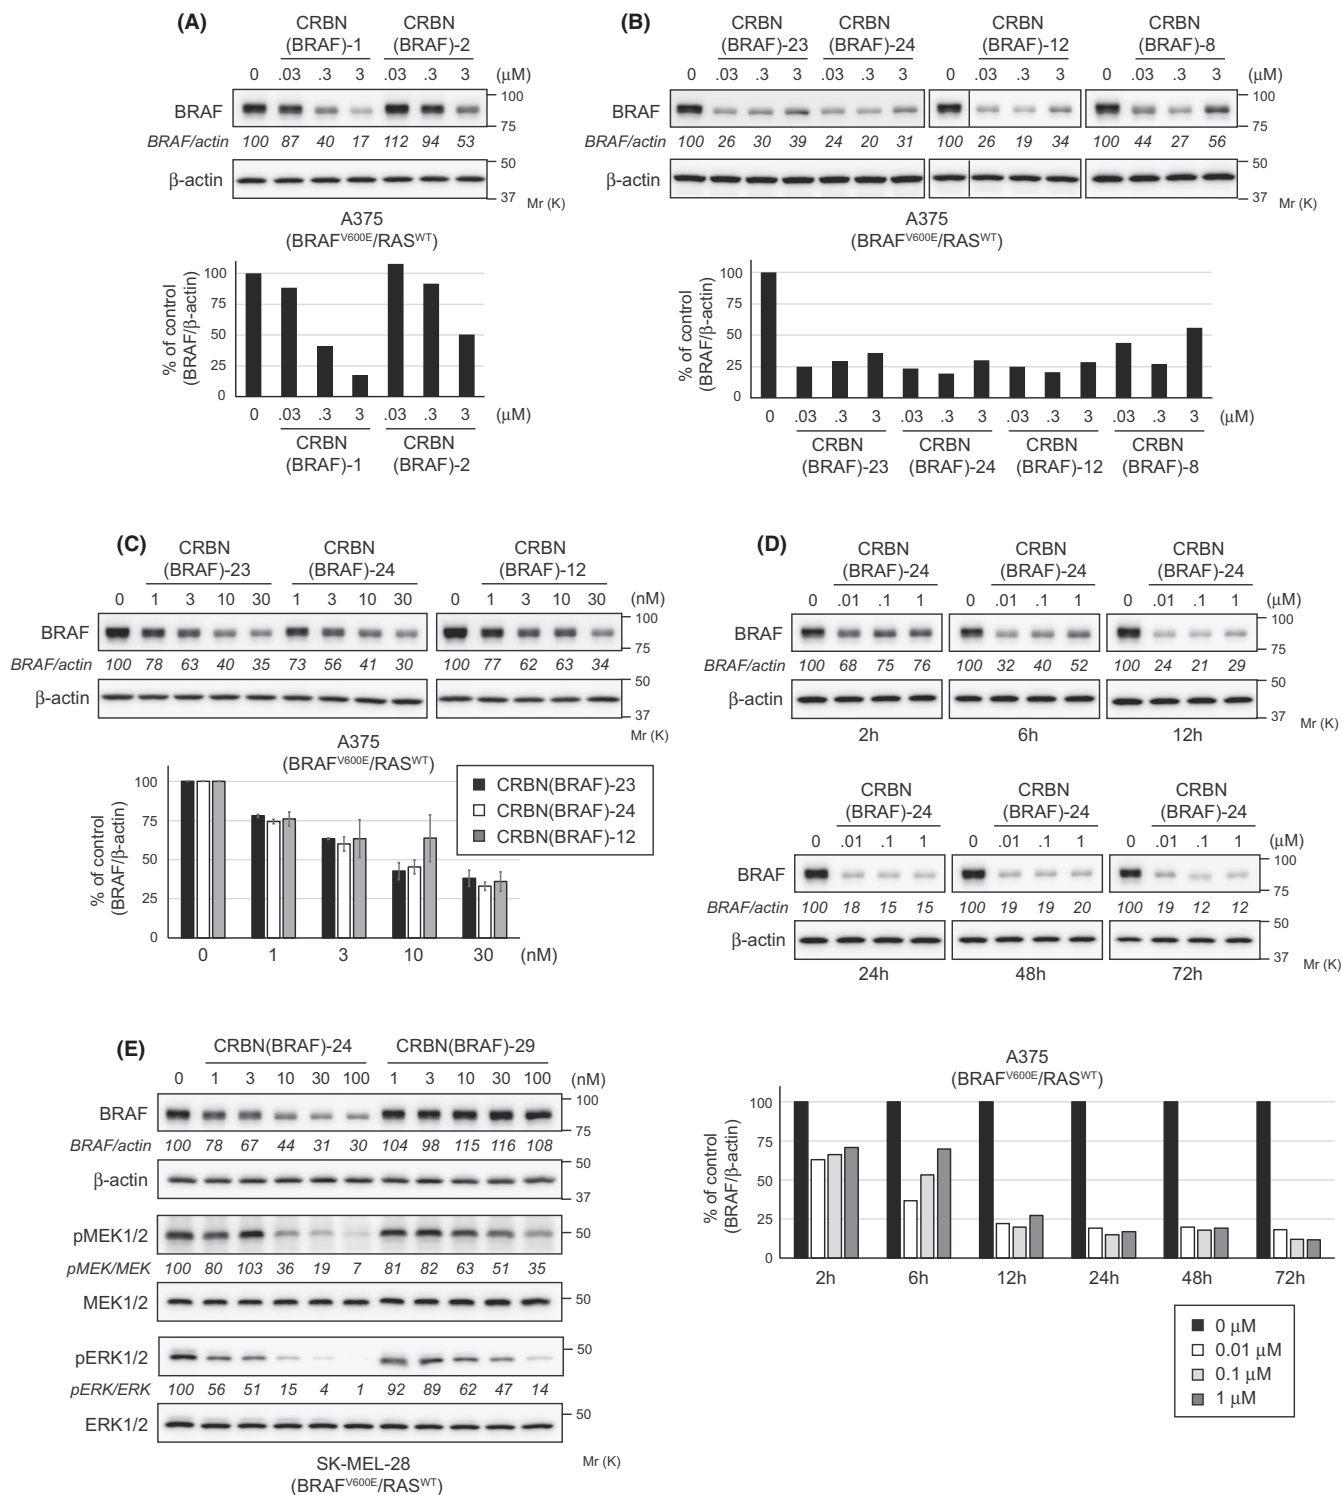 (A)
CRBN CRBN
(BRAF)-1 (BRAF)-2
0 .03 .3 3 .03 .3 3 (μM)
BRAF
100
75
BRAF/actin 100 87 40 17 112 94 53
β-actin
50
37 Mr (K)
A375
(BRAFV600E/RASWT)
% of control
(BRAF/β-actin)
100
75
50
25
0
0 .03 .3 3 .03 .3 3 (μM)
CRBN CRBN
(BRAF)-1 (BRAF)-2
(B)
CRBN CRBN CRBN CRBN
(BRAF)-23 (BRAF)-24 (BRAF)-12 (BRAF)-8
0 .03 .3 3 .03 .3 3 0 .03 .3 3 0 .03 .3 3 (μM)
BRAF
100
75
BRAF/actin 100 26 30 39 24 20 31 100 26 19 34 100 44 27 56
β-actin
50
37 Mr (K)
A375
(BRAFV600E/RASWT)
% of control
(BRAF/β-actin)
100
75
50
25
0
0 .03 .3 3 .03 .3 3 .03 .3 3 .03 .3 3 (μM)
CRBN CRBN CRBN CRBN
(BRAF)-23 (BRAF)-24 (BRAF)-12 (BRAF)-8
(C)
CRBN CRBN CRBN
(BRAF)-23 (BRAF)-24 (BRAF)-12
0 1 3 10 30 1 3 10 30 0 1 3 10 30 (nM)
BRAF
100
75
BRAF/actin 100 78 63 40 35 73 56 41 30 100 77 62 63 34
β-actin
50
37
Mr (K)
A375
(BRAFV600E/RASWT)
CRBN(BRAF)-23
CRBN(BRAF)-24
CRBN(BRAF)-12
% of control
(BRAF/β-actin)
100
75
50
25
0
0 1 3 10 30 (nM)
(D)
CRBN CRBN CRBN
(BRAF)-24 (BRAF)-24 (BRAF)-24
0 .01 .1 1 0 .01 .1 1 0 .01 .1 1 (μM)
BRAF
100
75
BRAF/actin 100 68 75 76 100 32 40 52 100 24 21 29
β-actin
50
37
Mr (K)
2h 6h 12h
CRBN CRBN CRBN
(BRAF)-24 (BRAF)-24 (BRAF)-24
0 .01 .1 1 0 .01 .1 1 0 .01 .1 1 (μM)
BRAF
100
75
BRAF/actin 100 18 15 15 100 19 19 20 100 19 12 12
β-actin
50
37 Mr (K)
24h 48h 72h
A375
(BRAFV600E/RASWT)
% of control
(BRAF/β-actin)
100
75
50
25
0
2h 6h 12h 24h 48h 72h
0 μM
0.01 μM
0.1 μM
1 μM
(E)
CRBN(BRAF)-24 CRBN(BRAF)-29
0 1 3 10 30 100 1 3 10 30 100 (nM)
BRAF
100
75
BRAF/actin 100 78 67 44 31 30 104 98 115 116 108
β-actin
50
37
pMEK1/2 50
pMEK/MEK 100 80 103 36 19 7 81 82 63 51 35
MEK1/2 50
pERK1/2 50
pERK/ERK 100 56 51 15 4 1 92 89 62 47 14
ERK1/2 50
SK-MEL-28 Mr (K)
(BRAFV600E/RASWT)